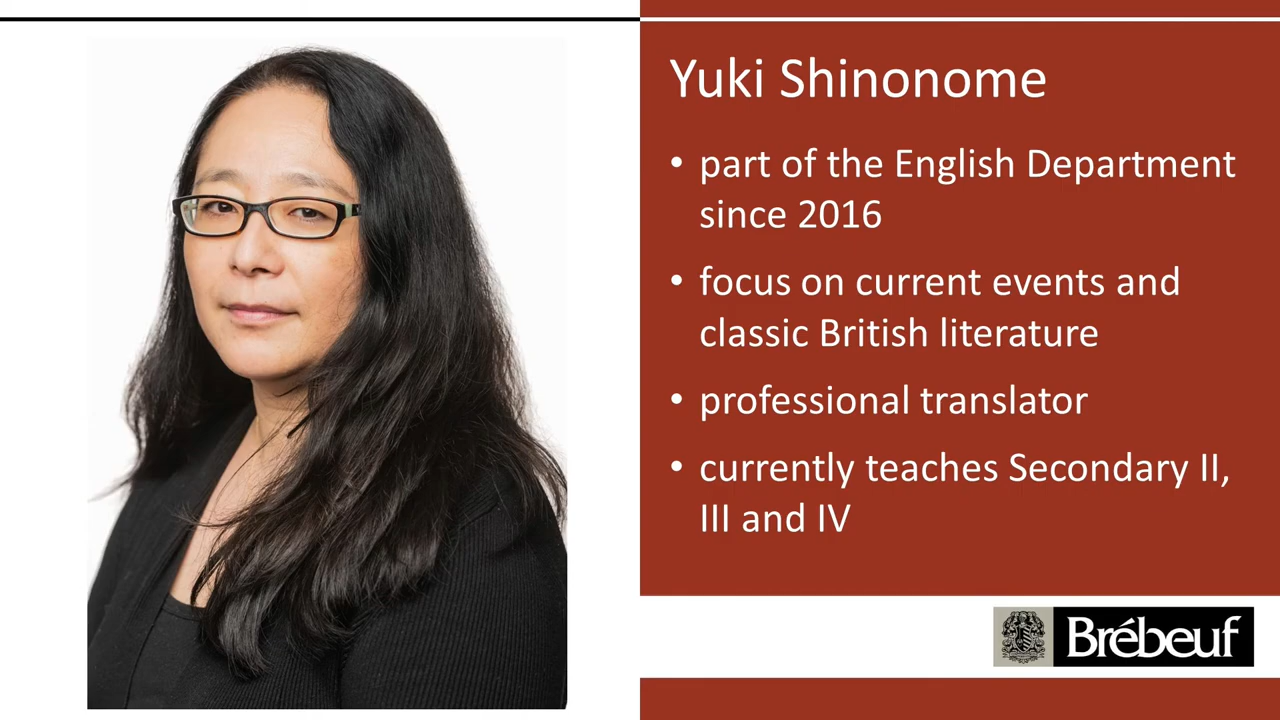 Yuki Shinonome
• part of the English Department
since 2016
• focus on current events and
classic British literature
• professional translator
• currently teaches Secondary II,
III and IV
Brébeuf